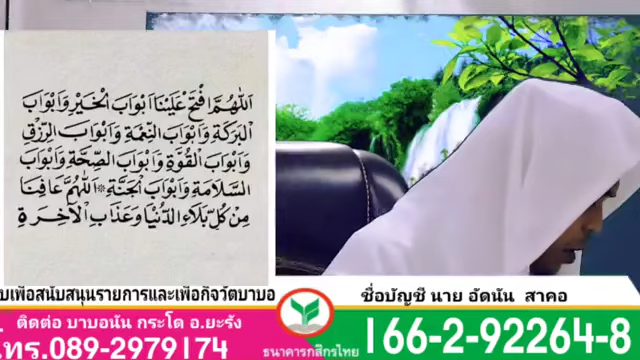 اَللّٰهُمَّ افْتَحْ عَلَيْنَا اَبْوَابَ الْخَيْرِ وَاَبْوَابَ
الْبَرَكَةِ وَاَبْوَابَ النِّعْمَةِ وَاَبْوَابَ الرِّزْقِ
وَاَبْوَابَ الْقُوَّةِ وَاَبْوَابَ الصِّحَّةِ وَاَبْوَابَ
السَّلَامَةِ وَاَبْوَابَ الْجَنَّةِ * اَللّٰهُمَّ عَافِنَا
مِنْ كُلِّ بَلَاءِ الدُّنْيَا وَعَذَابِ الْاٰخِرَةِ
เพื่อสนับสนุนรายการและเพื่อกิจวัตบาบอ
ติดต่อ บาบอนัน กระโด อ.ยะรัง
โทร.089-2979174
ธนาคารกสิกรไทย
ชื่อบัญชี นาย อัดนัน สาคอ
166-2-92264-8